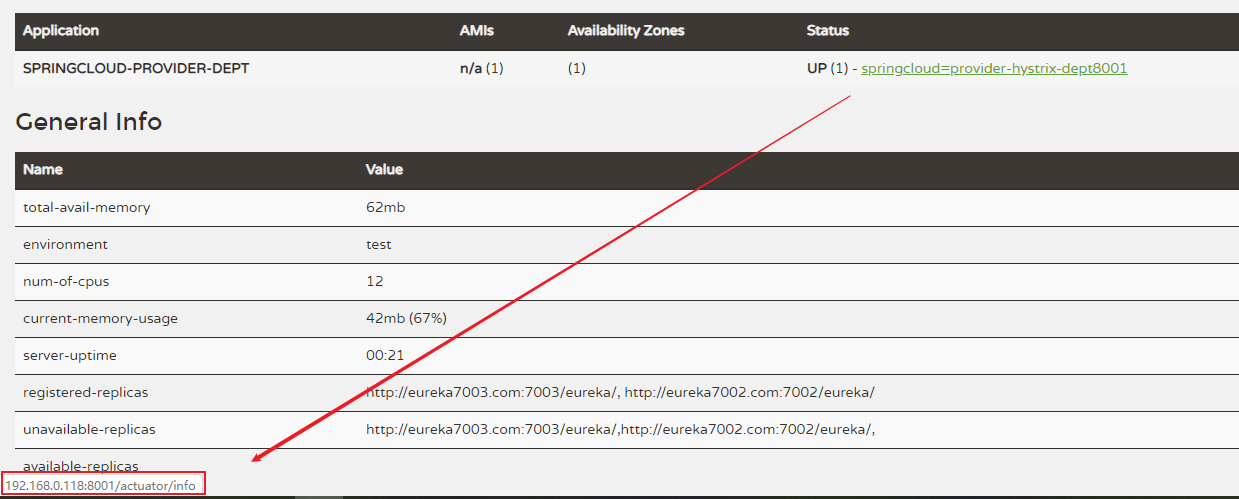 Application AMIs Availability Zones Status
SPRINGCLOUD-PROVIDER-DEPT n/a (1) (1) UP (1) - springcloud=provider-hystrix-dept8001
General Info
Name Value
total-avail-memory 62mb
environment test
num-of-cpus 12
current-memory-usage 42mb (67%)
server-uptime 00:21
registered-replicas http://eureka7003.com:7003/eureka/, http://eureka7002.com:7002/eureka/
unavailable-replicas http://eureka7003.com:7003/eureka/,http://eureka7002.com:7002/eureka/,
available-replicas
192.168.0.118:8001/actuator/info